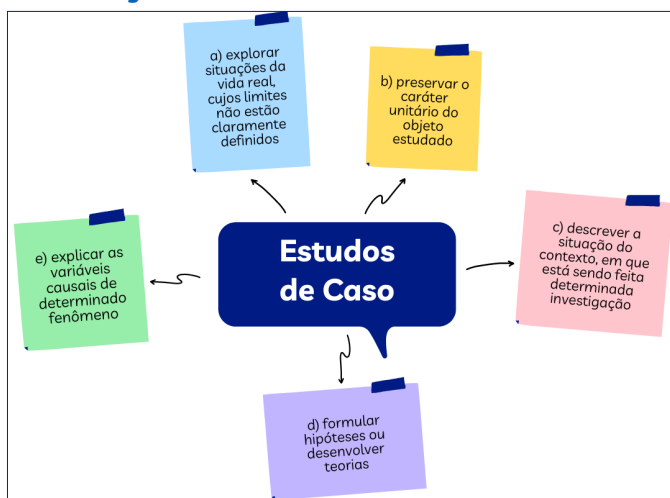 a) explorar
situações da
vida real,
cujos limites
não estão
claramente
definidos
b) preservar o
caráter
unitário do
objeto
estudado
Estudos
de Caso
c) descrever a
situação do
contexto, em que
está sendo feita
determinada
investigação
e) explicar as
variáveis
causais de
determinado
fenômeno
d) formular
hipóteses ou
desenvolver
teorias